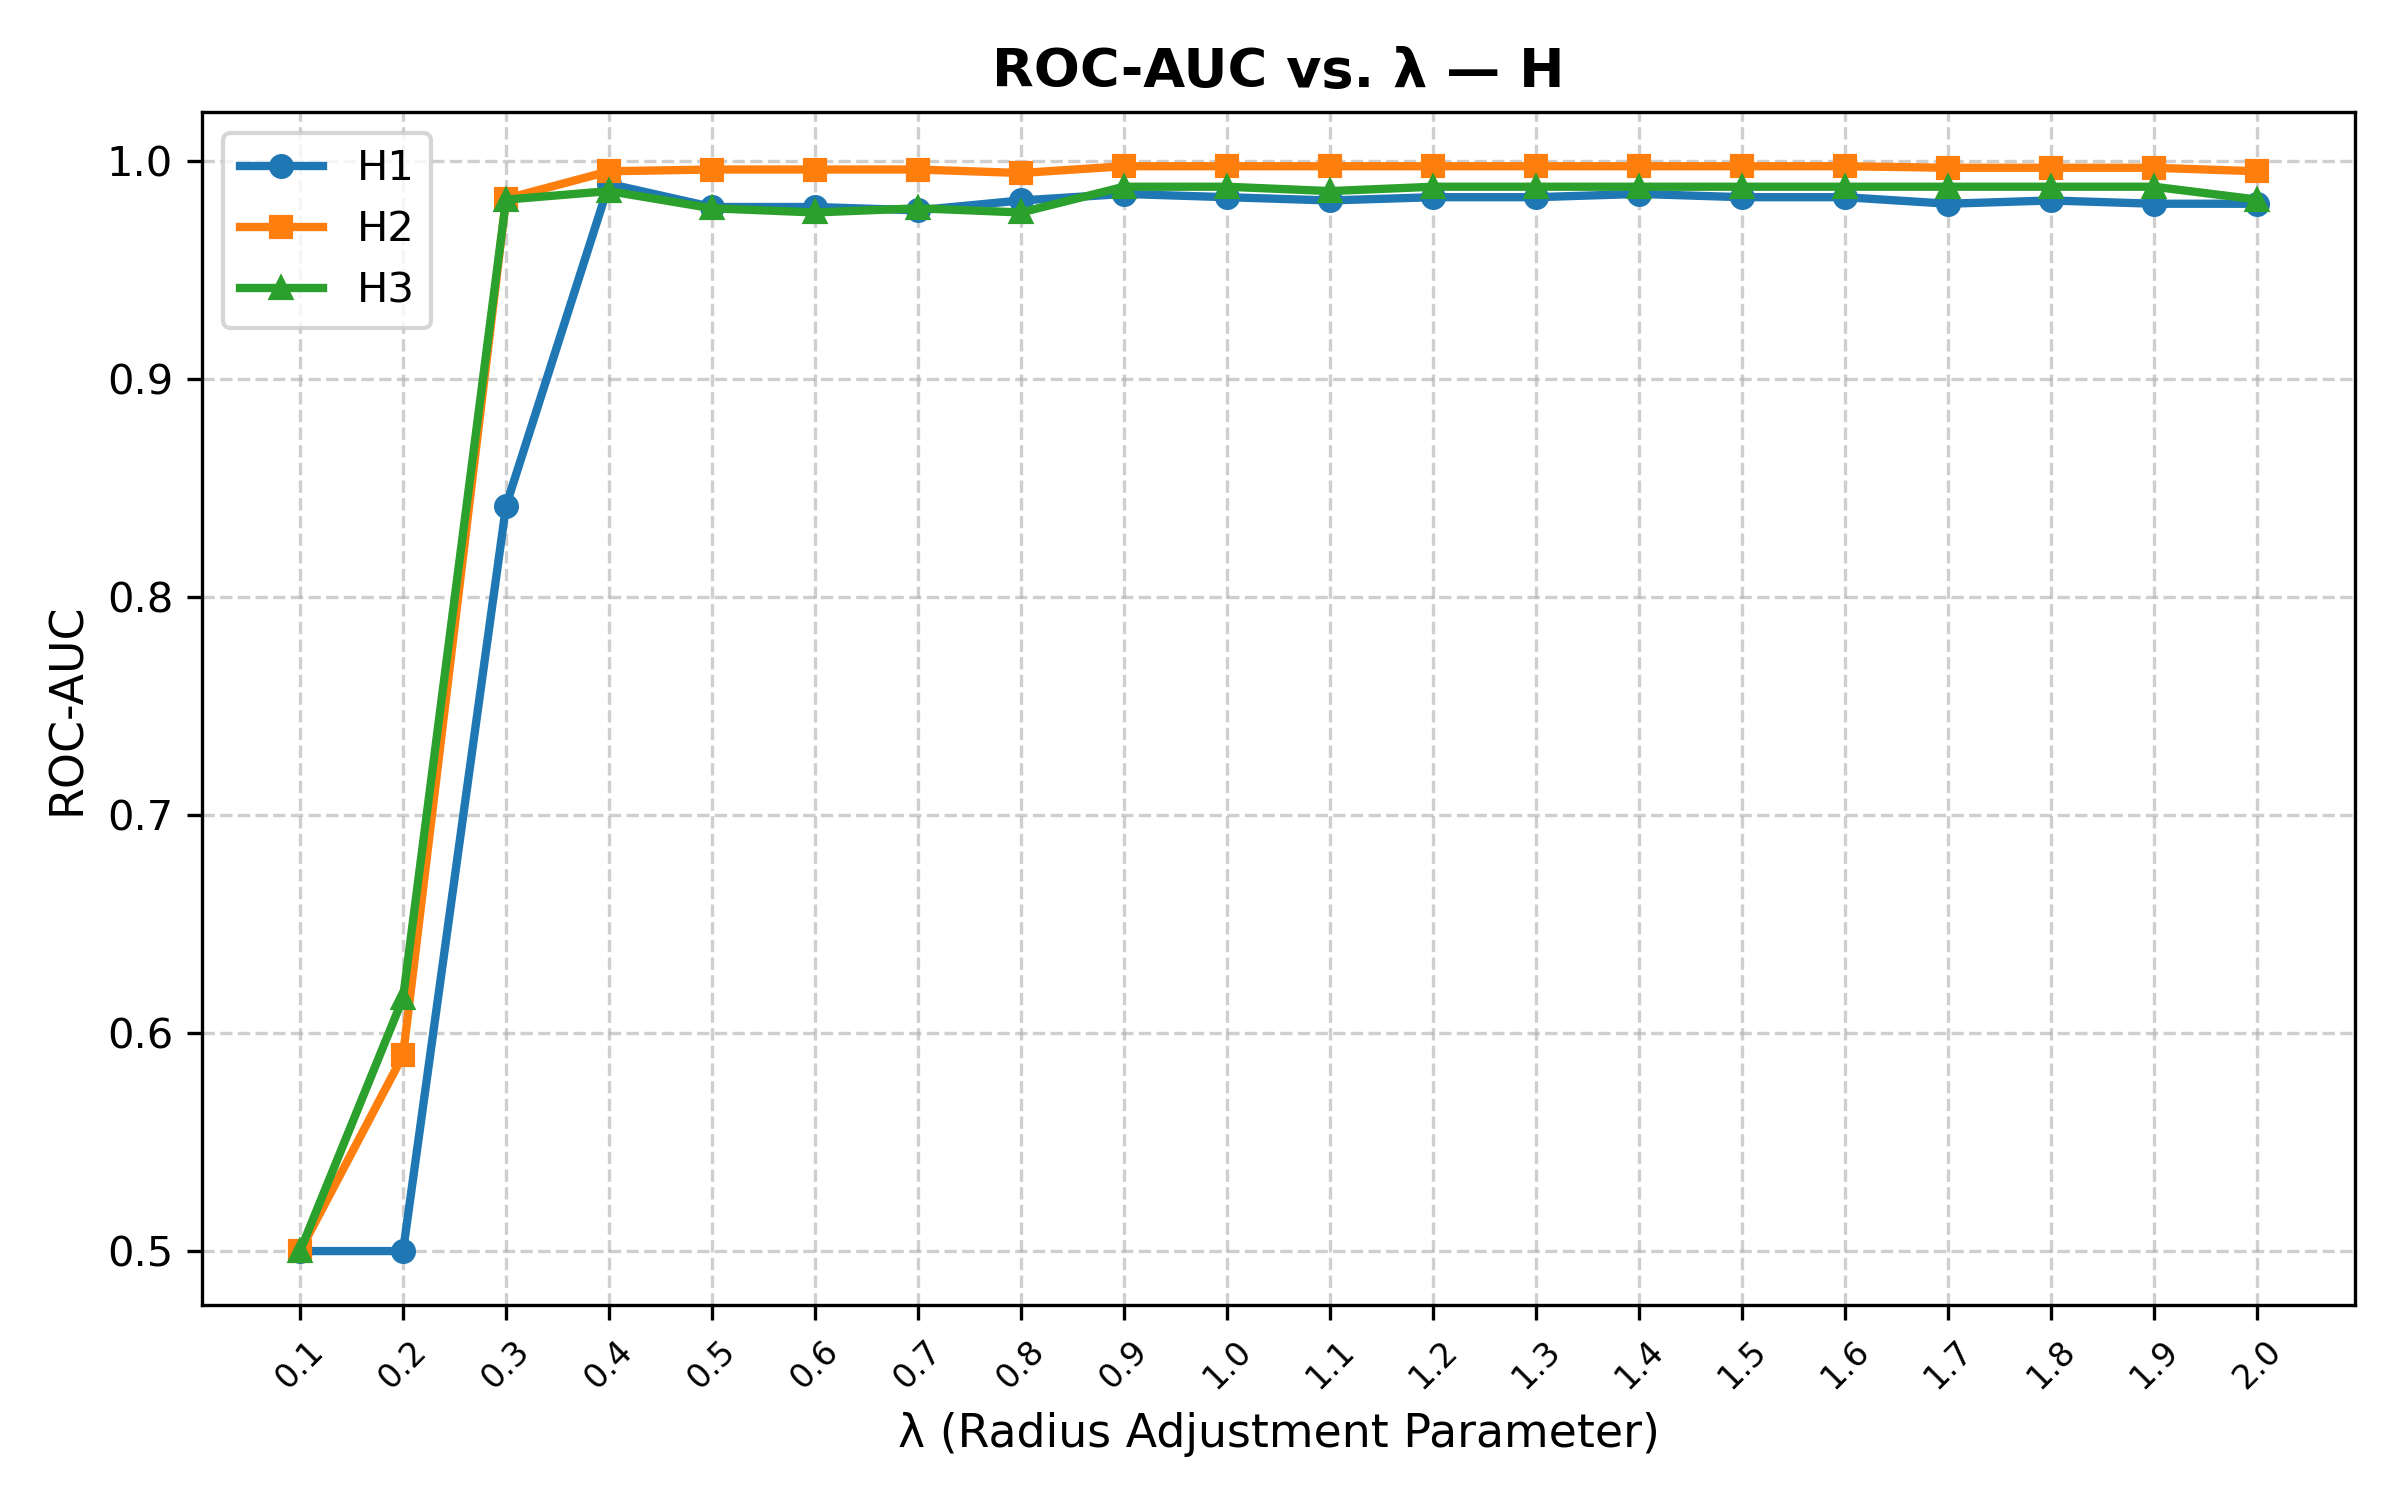 ROC-AUC vs. λ — H
H1
H2
H3
1.0
0.9
0.8
0.7
0.6
0.5
ROC-AUC
0.1 0.2 0.3 0.4 0.5 0.6 0.7 0.8 0.9 1.0 1.1 1.2 1.3 1.4 1.5 1.6 1.7 1.8 1.9 2.0
λ (Radius Adjustment Parameter)